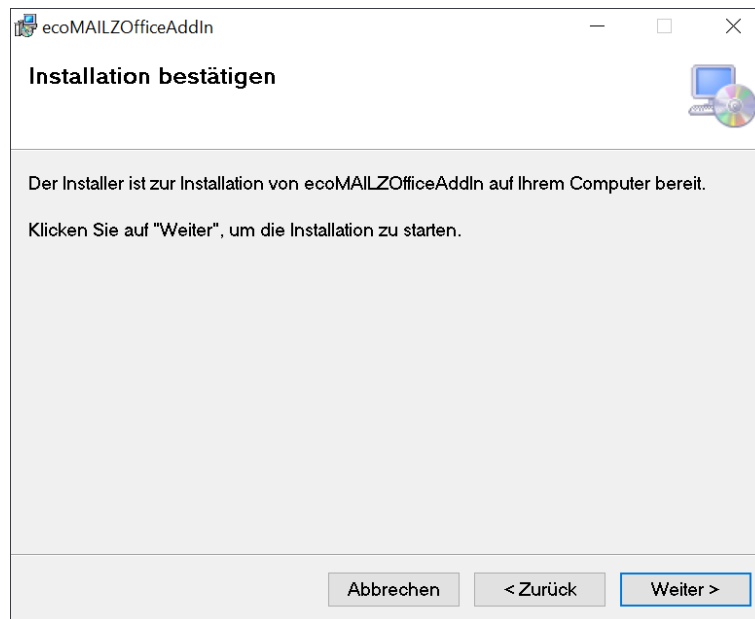 ecoMAILZOfficeAddIn
Installation bestätigen
Der Installer ist zur Installation von ecoMAILZOfficeAddIn auf Ihrem Computer bereit.
Klicken Sie auf "Weiter", um die Installation zu starten.
Abbrechen
< Zurück
Weiter >